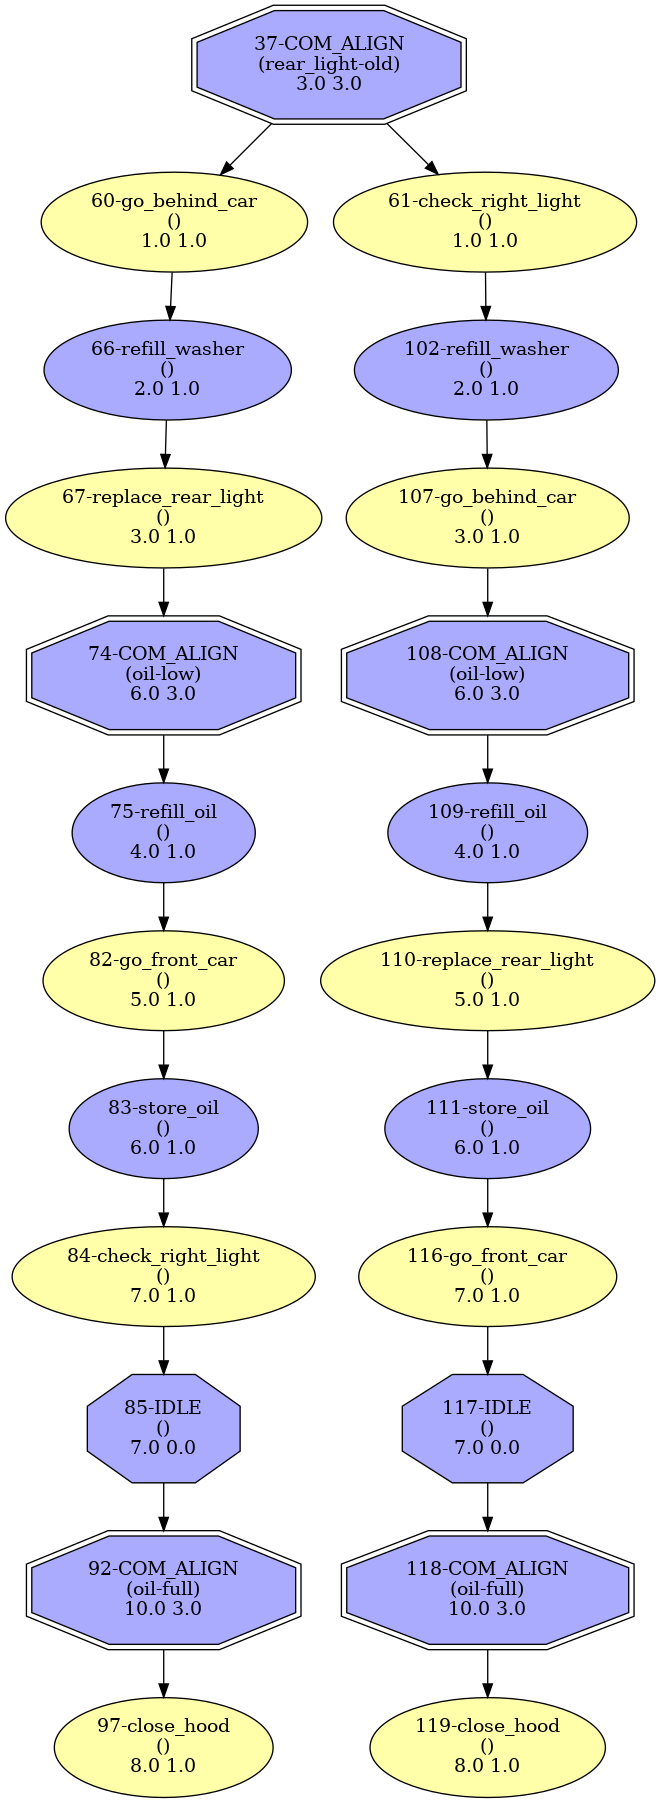 37-COM_ALIGN
(rear_light-old)
3.0 3.0
60-go_behind_car
()
1.0 1.0
61-check_right_light
()
1.0 1.0
66-refill_washer
()
2.0 1.0
102-refill_washer
()
2.0 1.0
67-replace_rear_light
()
3.0 1.0
107-go_behind_car
()
3.0 1.0
74-COM_ALIGN
(oil-low)
6.0 3.0
108-COM_ALIGN
(oil-low)
6.0 3.0
75-refill_oil
()
4.0 1.0
109-refill_oil
()
4.0 1.0
82-go_front_car
()
5.0 1.0
110-replace_rear_light
()
5.0 1.0
83-store_oil
()
6.0 1.0
111-store_oil
()
6.0 1.0
84-check_right_light
()
7.0 1.0
116-go_front_car
()
7.0 1.0
85-IDLE
()
7.0 0.0
117-IDLE
()
7.0 0.0
92-COM_ALIGN
(oil-full)
10.0 3.0
118-COM_ALIGN
(oil-full)
10.0 3.0
97-close_hood
()
8.0 1.0
119-close_hood
()
8.0 1.0